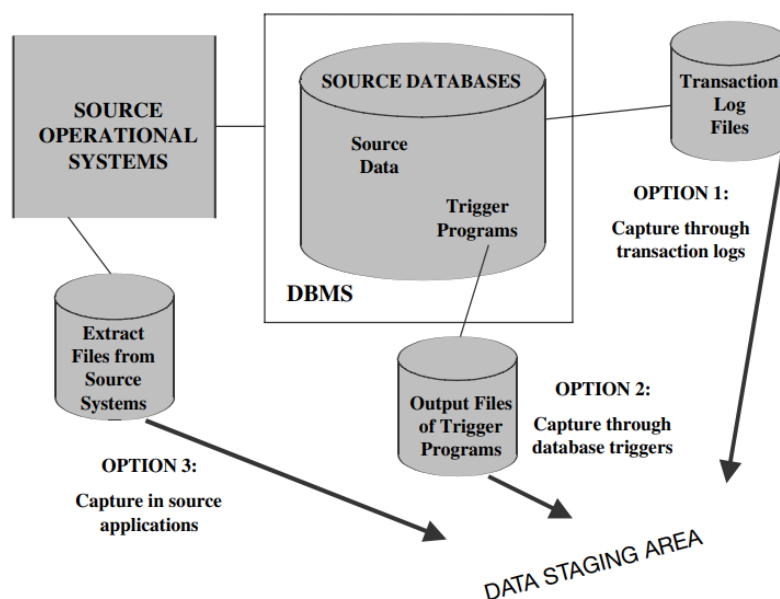 SOURCE
OPERATIONAL
SYSTEMS
SOURCE DATABASES
Source
Data
Trigger
Programs
DBMS
Transaction
Log
Files
OPTION 1:
Capture through
transaction logs
Extract
Files from
Source
Systems
Output Files
of Trigger
Programs
OPTION 2:
Capture through
database triggers
OPTION 3:
Capture in source
applications
DATA STAGING AREA